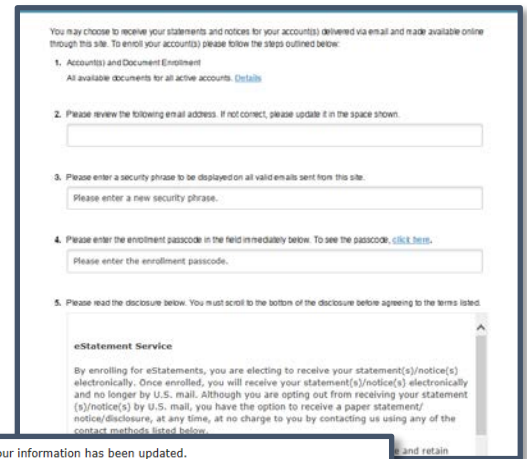 You may choose to receive your statements and notices for your account(s) delivered via email and made available online
through this site. To enroll your account(s) please follow the steps outlined below:
1. Account(s) and Document Enrollment
All available documents for all active accounts. Details
2. Please review the following email address. If not correct, please update it in the space shown.
3. Please enter a security phrase to be displayed on all valid emails sent from this site.
Please enter a new security phrase.
4. Please enter the enrollment passcode in the field immediately below. To see the passcode, click here.
Please enter the enrollment passcode.
5. Please read the disclosure below. You must scroll to the bottom of the disclosure before agreeing to the terms listed.
eStatement Service
By enrolling for eStatements, you are electing to receive your statement(s)/notice(s)
electronically. Once enrolled, you will receive your statement(s)/notice(s) electronically
and no longer by U.S. mail. Although you are opting out from receiving your statement
(s)/notice(s) by U.S. mail, you have the option to receive a paper statement/
notice/disclosure, at any time, at no charge to you by contacting us using any of the
contact methods listed below.
and retain
our information has been updated.